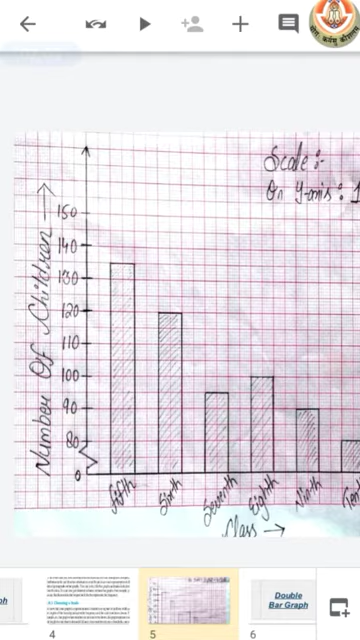 Scale :-
On Y-axis : 1
Number Of Children →
150
140
130
120
110
100
90
80
0
Fifth
Sixth
Seventh
Eighth
Ninth
Tent
Class →
4
5
6
Double
Bar Graph